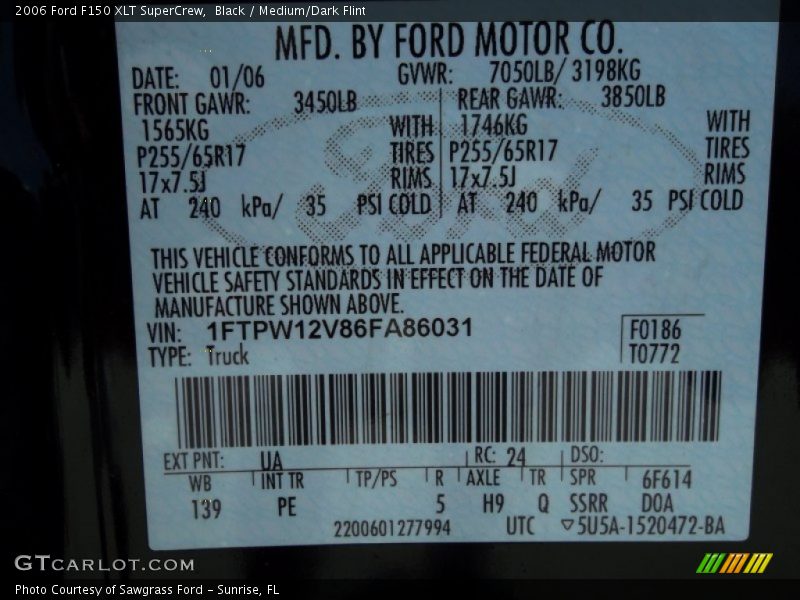 2006 Ford F150 XLT SuperCrew,  Black / Medium/Dark Flint
MFD. BY FORD MOTOR CO.
DATE: 01/06 GVWR: 7050LB/ 3198KG
FRONT GAWR: 3450LB REAR GAWR: 3850LB
1565KG WITH 1746KG WITH
P255/65R17 TIRES P255/65R17 TIRES
17x7.5J RIMS 17x7.5J RIMS
AT 240 kPa/ 35 PSI COLD AT 240 kPa/ 35 PSI COLD
THIS VEHICLE CONFORMS TO ALL APPLICABLE FEDERAL MOTOR
VEHICLE SAFETY STANDARDS IN EFFECT ON THE DATE OF
MANUFACTURE SHOWN ABOVE.
VIN: 1FTPW12V86FA86031 F0186
TYPE: Truck T0772
EXT PNT: UA RC: 24 DSO:
WB INT TR TP/PS R AXLE TR SPR 6F614
139 PE 5 H9 Q SSRR DOA
2200601277994 UTC ▽5U5A-1520472-BA
Ford
GTCARLOT.COM
Photo Courtesy of Sawgrass Ford – Sunrise, FL